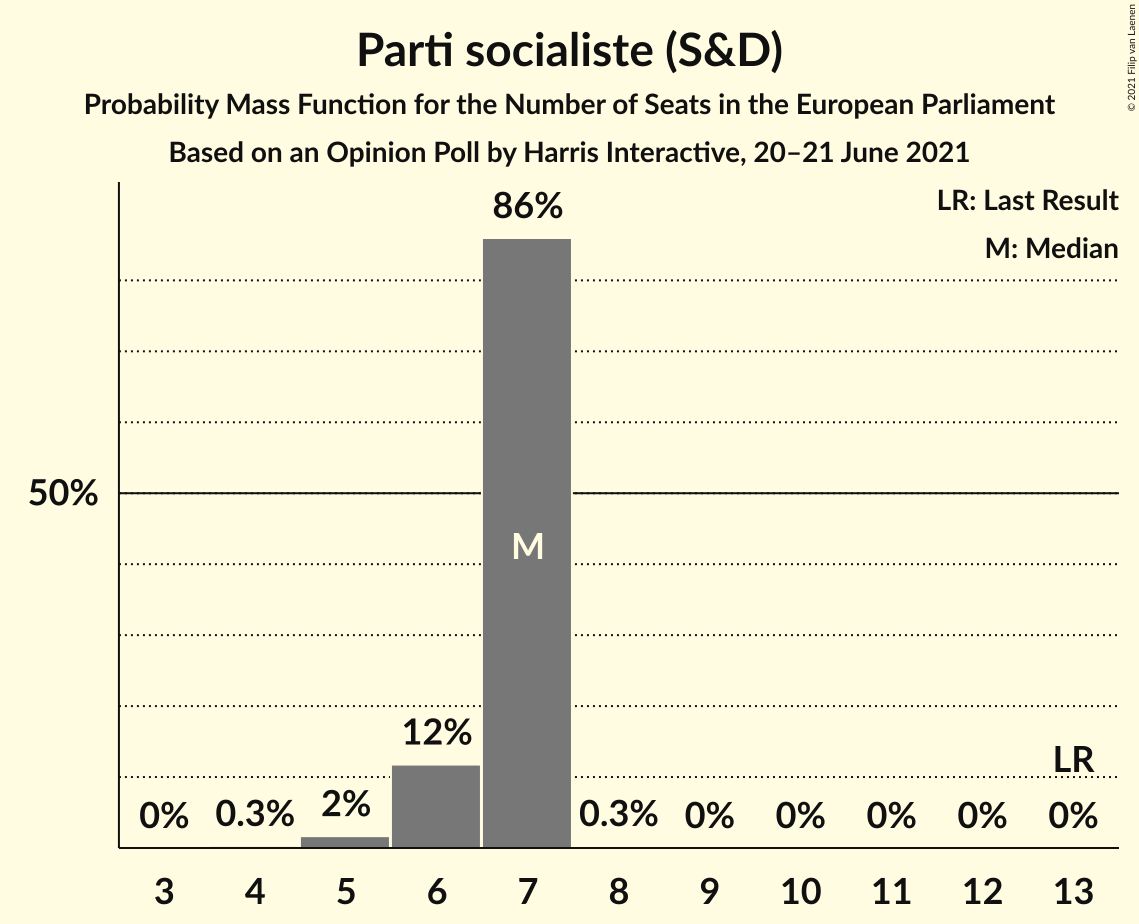 Parti socialiste (S&D)
Probability Mass Function for the Number of Seats in the European Parliament
Based on an Opinion Poll by Harris Interactive, 20–21 June 2021
© 2021 Filip van Laenen
LR: Last Result
M: Median
86%
50%
M
12%
LR
0% 0.3% 2% 0.3% 0% 0% 0% 0% 0%
3 4 5 6 7 8 9 10 11 12 13